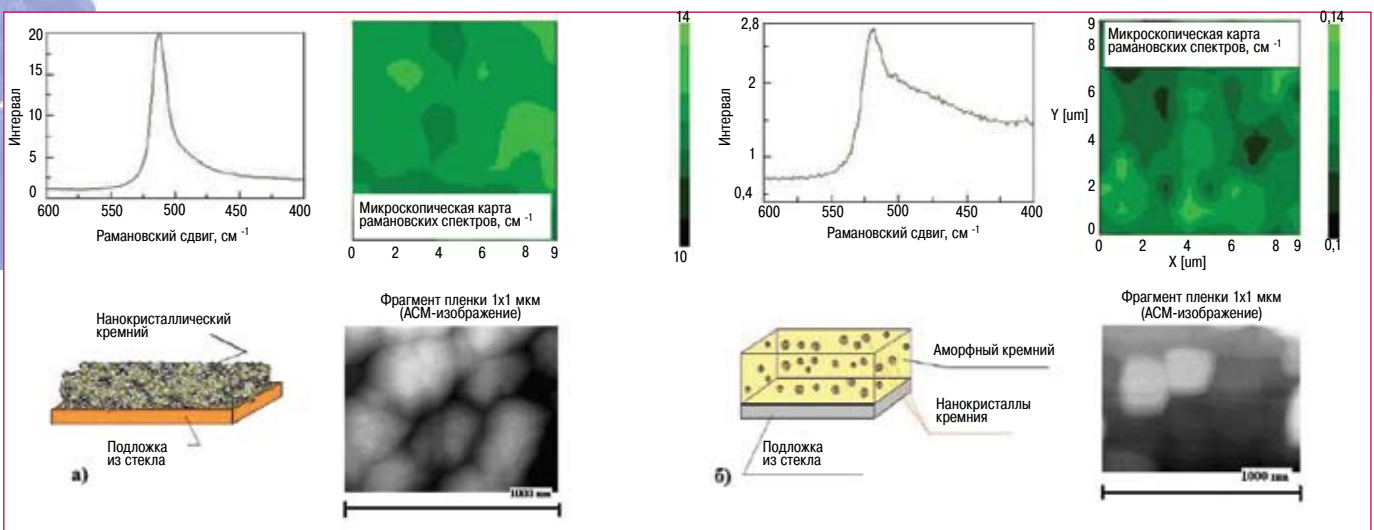 20
15
10
5
0
Интервал
600 550 500 450 400
Рамановский сдвиг, см -1
Микроскопическая карта
рамановских спектров, см -1
0 2 4 6 8 9
14
10
Нанокристаллический
кремний
Подложка
из стекла
а)
Фрагмент пленки 1х1 мкм
(АСМ-изображение)
1000 nm
2,8
2
1
0,4
Интервал
600 550 500 450 400
Рамановский сдвиг, см -1
9
8
6
4
2
0
Y [um]
Микроскопическая карта
рамановских спектров, см -1
0 2 4 6 8 9
X [um]
0,14
0,1
Аморфный кремний
Нанокристаллы
кремния
Подложка
из стекла
б)
Фрагмент пленки 1х1 мкм
(АСМ-изображение)
1000 nm